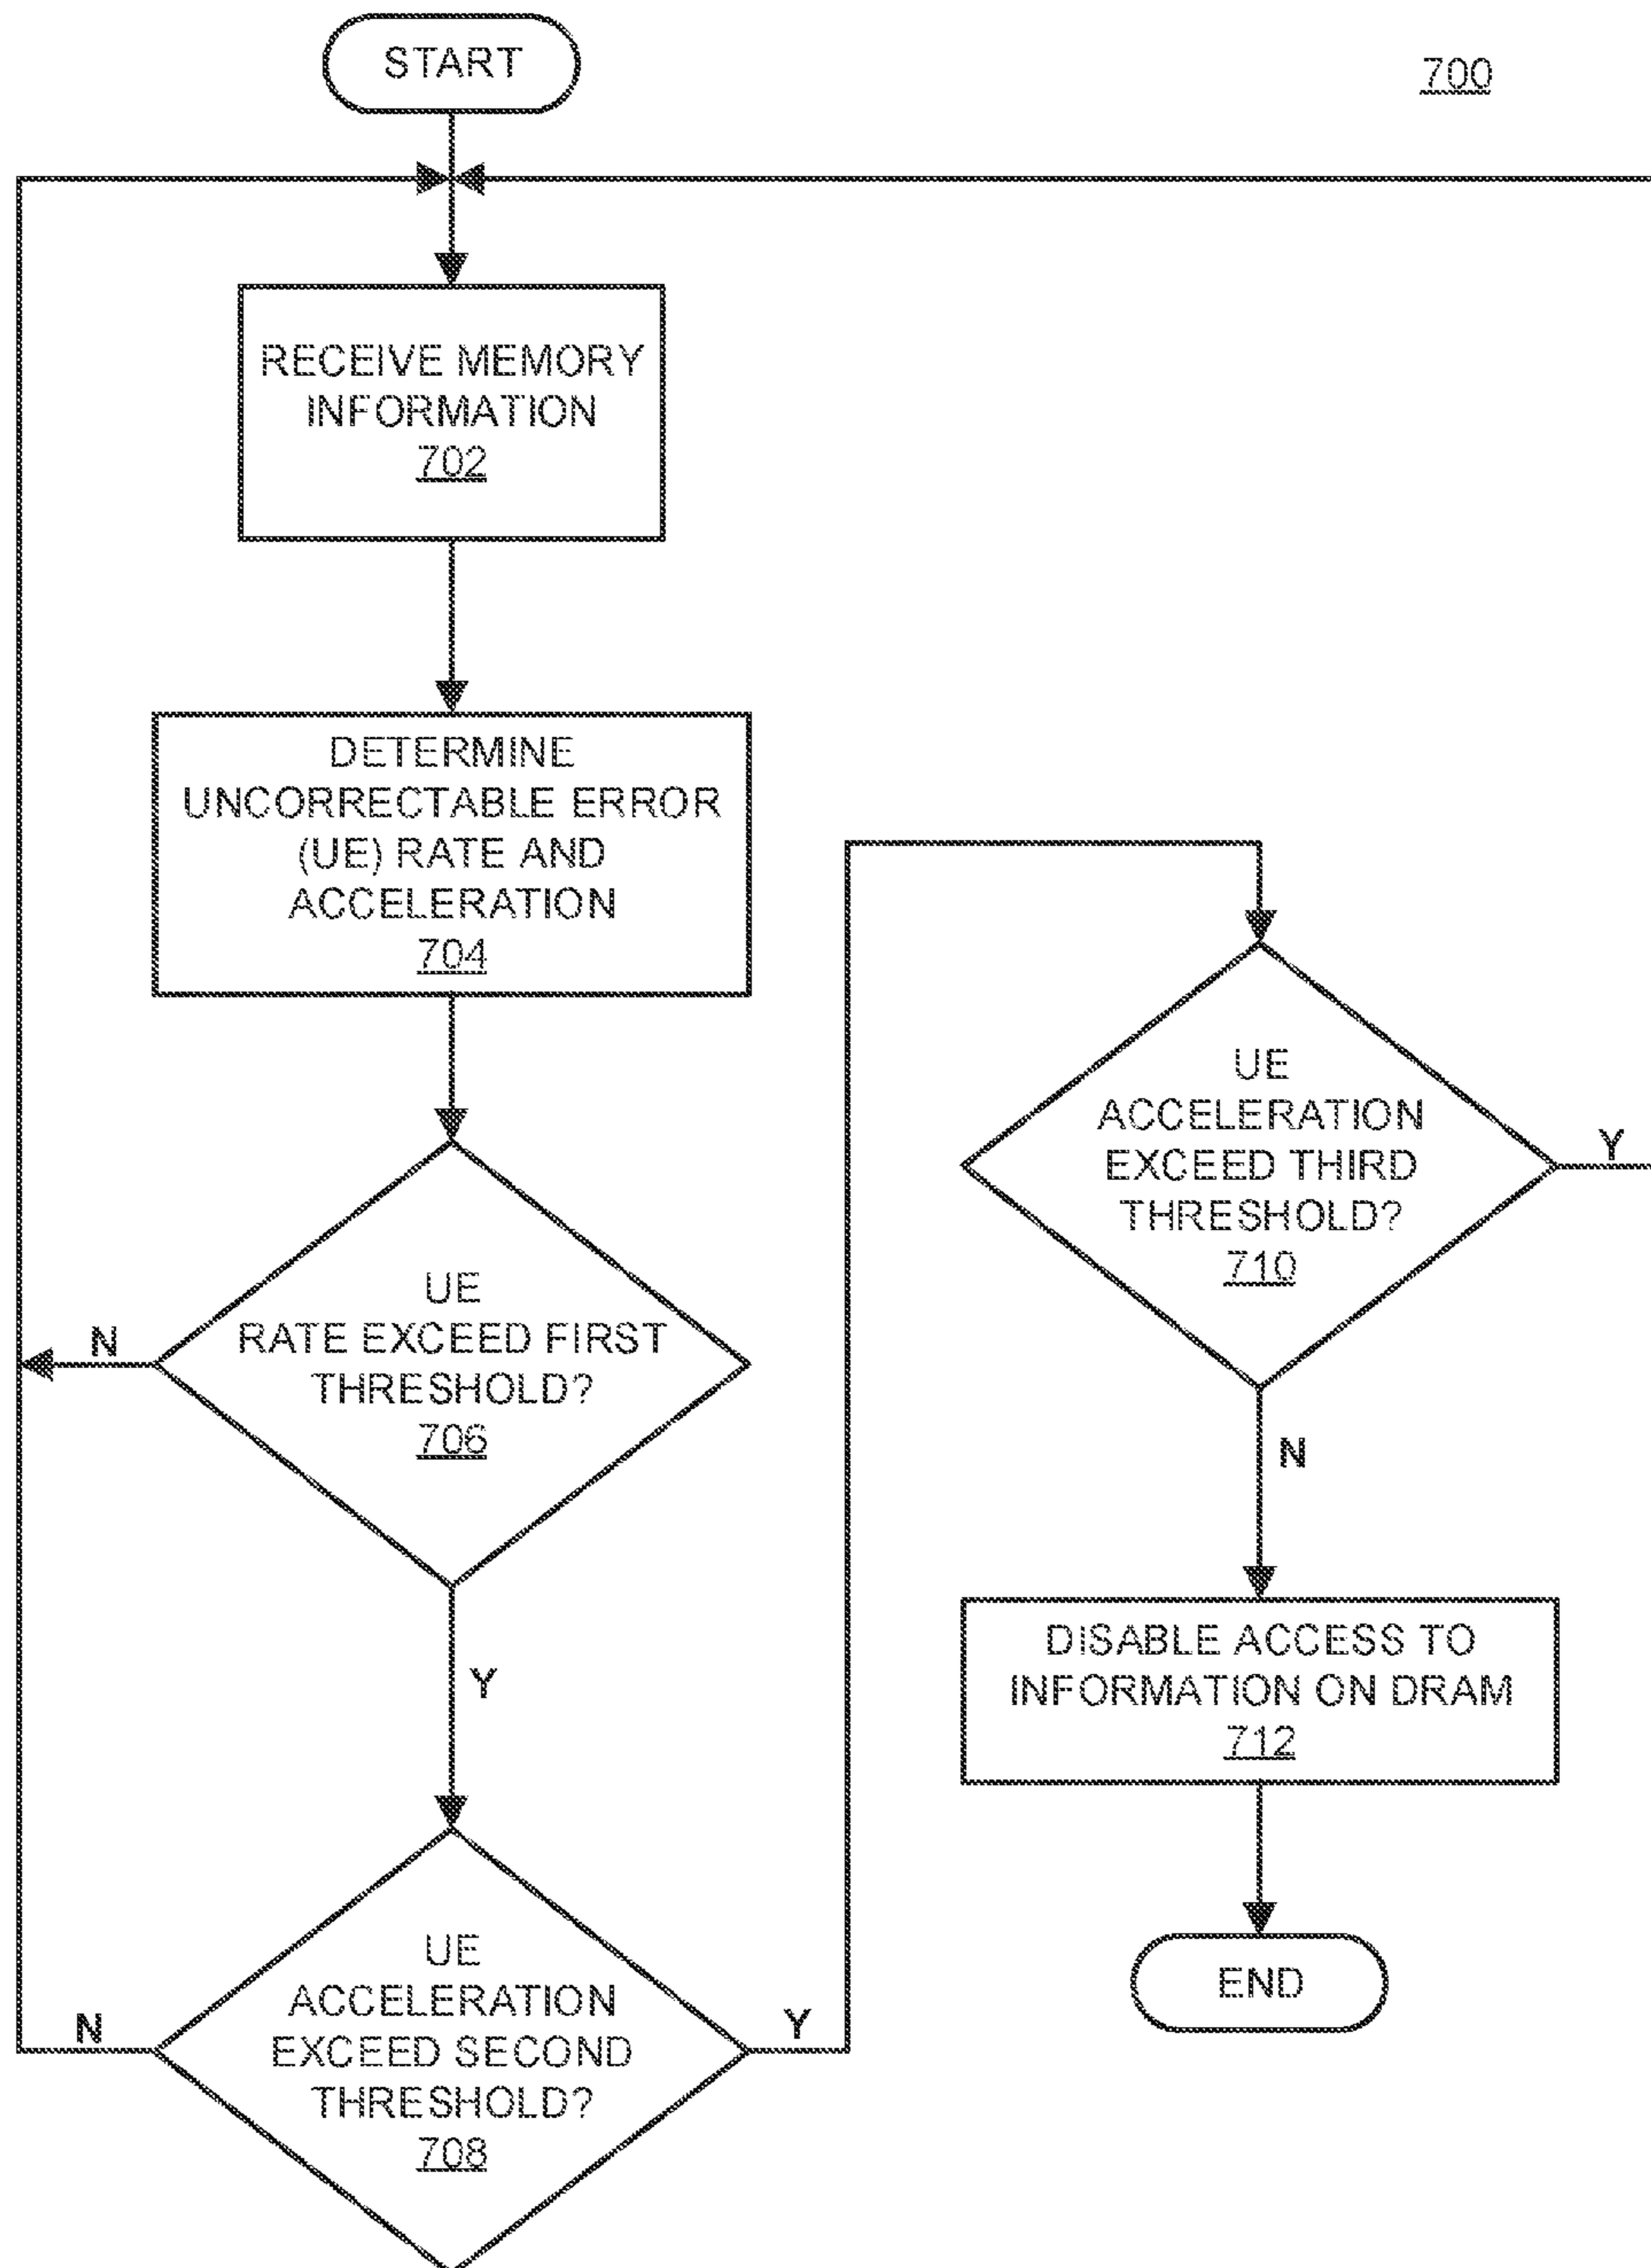 START
700
RECEIVE MEMORY
INFORMATION
702
DETERMINE
UNCORRECTABLE ERROR
(UE) RATE AND
ACCELERATION
704
UE
RATE EXCEED FIRST
THRESHOLD?
706
N
Y
UE
ACCELERATION
EXCEED SECOND
THRESHOLD?
708
N
Y
UE
ACCELERATION
EXCEED THIRD
THRESHOLD?
710
Y
N
DISABLE ACCESS TO
INFORMATION ON DRAM
712
END